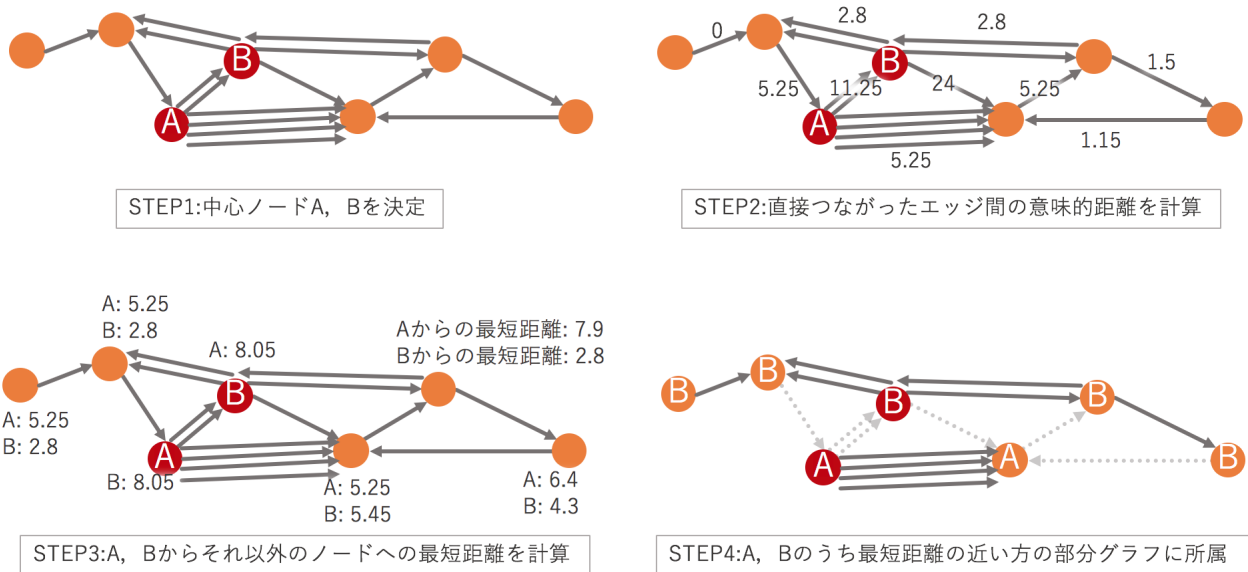 B
A
STEP1:中心ノードA，Bを決定
0
2.8
2.8
B
1.5
5.25
11.25
24
5.25
A
1.15
5.25
STEP2:直接つながったエッジ間の意味的距離を計算
A: 5.25
B: 2.8
A: 8.05
Aからの最短距離: 7.9
Bからの最短距離: 2.8
B
A: 5.25
B: 2.8
A
B: 8.05
A: 5.25
B: 5.45
A: 6.4
B: 4.3
STEP3:A，Bからそれ以外のノードへの最短距離を計算
B
B
B
B
A
A
B
STEP4:A，Bのうち最短距離の近い方の部分グラフに所属